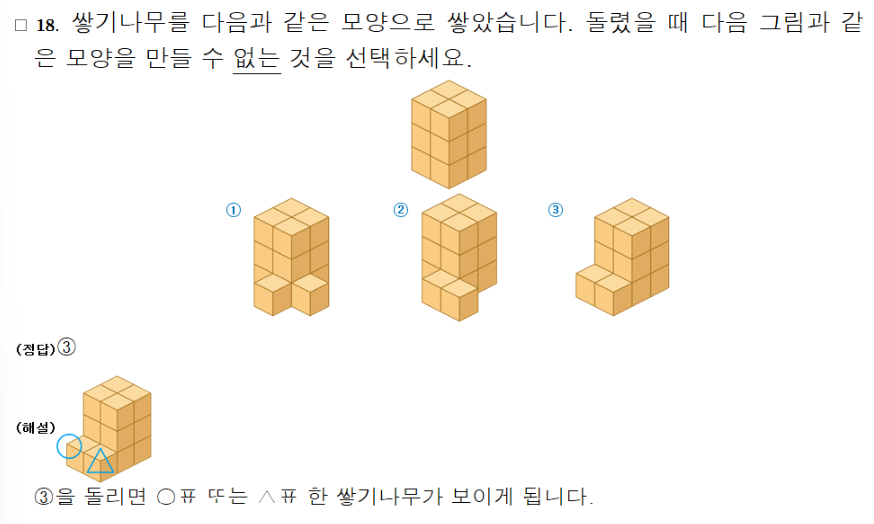 □ 18. 쌓기나무를 다음과 같은 모양으로 쌓았습니다. 돌렸을 때 다음 그림과 같
은 모양을 만들 수 없는 것을 선택하세요.
① ② ③
(정답)③
(해설)
③을 돌리면 ○표 또는 △표 한 쌓기나무가 보이게 됩니다.